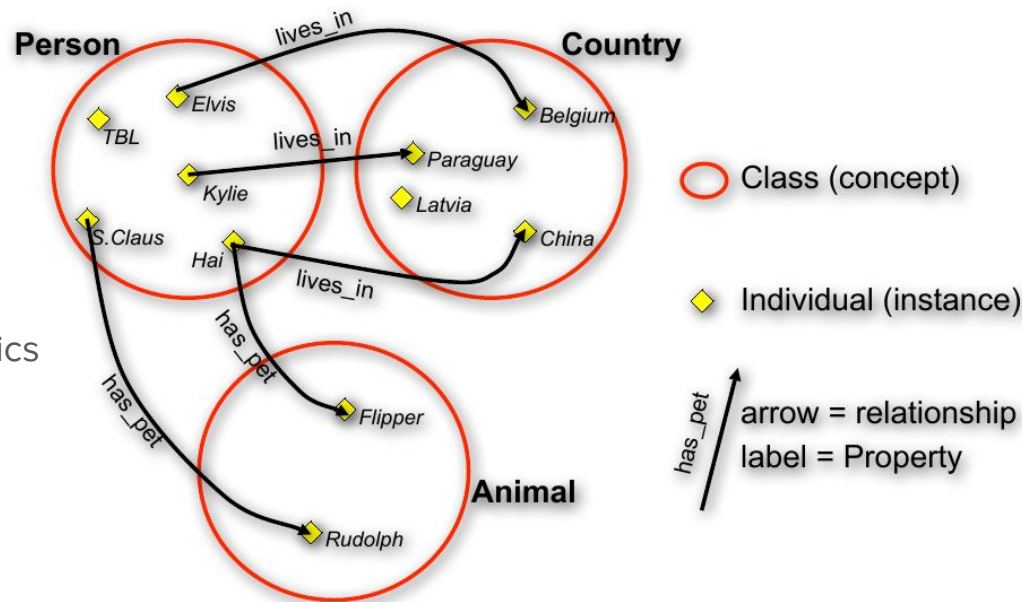 lives_in
Person
Country
Elvis
Belgium
TBL
lives_in
Paraguay
Kylie
Latvia
Class (concept)
S.Claus
China
Hai
lives_in
Individual (instance)
has_pet
ics
has_pet
Flipper
has_pet
arrow = relationship
label = Property
Animal
Rudolph